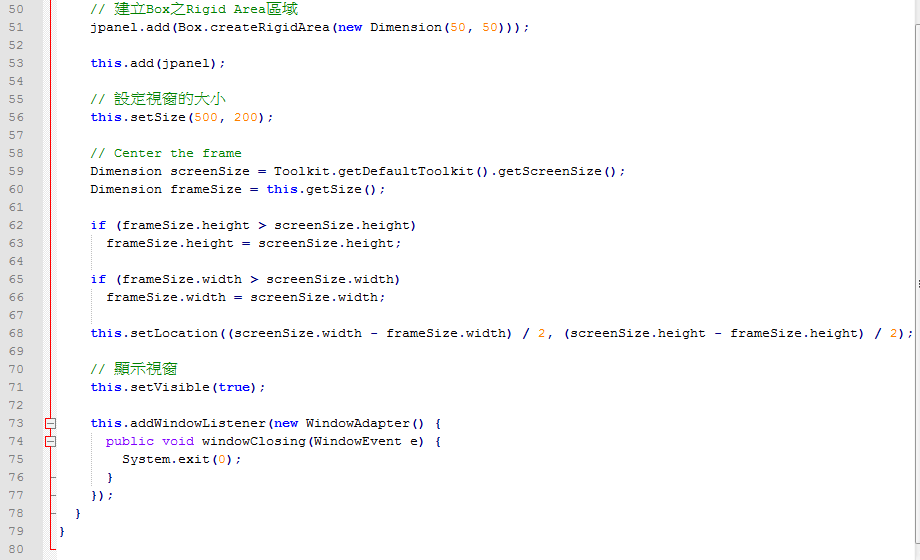 50 // 建立Box之Rigid Area區域
51 jpanel.add(Box.createRigidArea(new Dimension(50, 50)));
52
53 this.add(jpanel);
54
55 // 設定視窗的大小
56 this.setSize(500, 200);
57
58 // Center the frame
59 Dimension screenSize = Toolkit.getDefaultToolkit().getScreenSize();
60 Dimension frameSize = this.getSize();
61
62 if (frameSize.height > screenSize.height)
63 frameSize.height = screenSize.height;
64
65 if (frameSize.width > screenSize.width)
66 frameSize.width = screenSize.width;
67
68 this.setLocation((screenSize.width - frameSize.width) / 2, (screenSize.height - frameSize.height) / 2);
69
70 // 顯示視窗
71 this.setVisible(true);
72
73 this.addWindowListener(new WindowAdapter() {
74 public void windowClosing(WindowEvent e) {
75 System.exit(0);
76 }
77 });
78 }
79 }
80